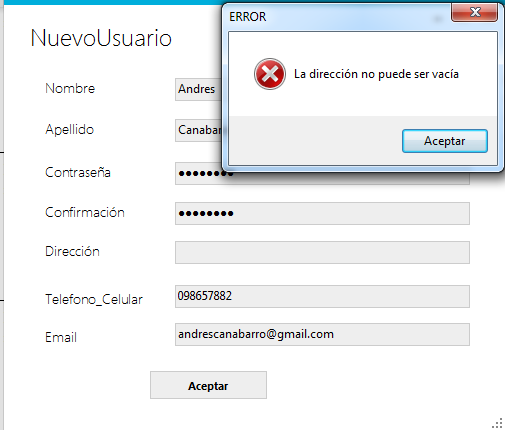 ERROR
NuevoUsuario
La dirección no puede ser vacía
Aceptar
Nombre
Andres
Apellido
Contraseña
●●●●●●●●
Confirmación
●●●●●●●●
Dirección
Telefono_Celular
098657882
Email
andrescanabarro@gmail.com
Aceptar